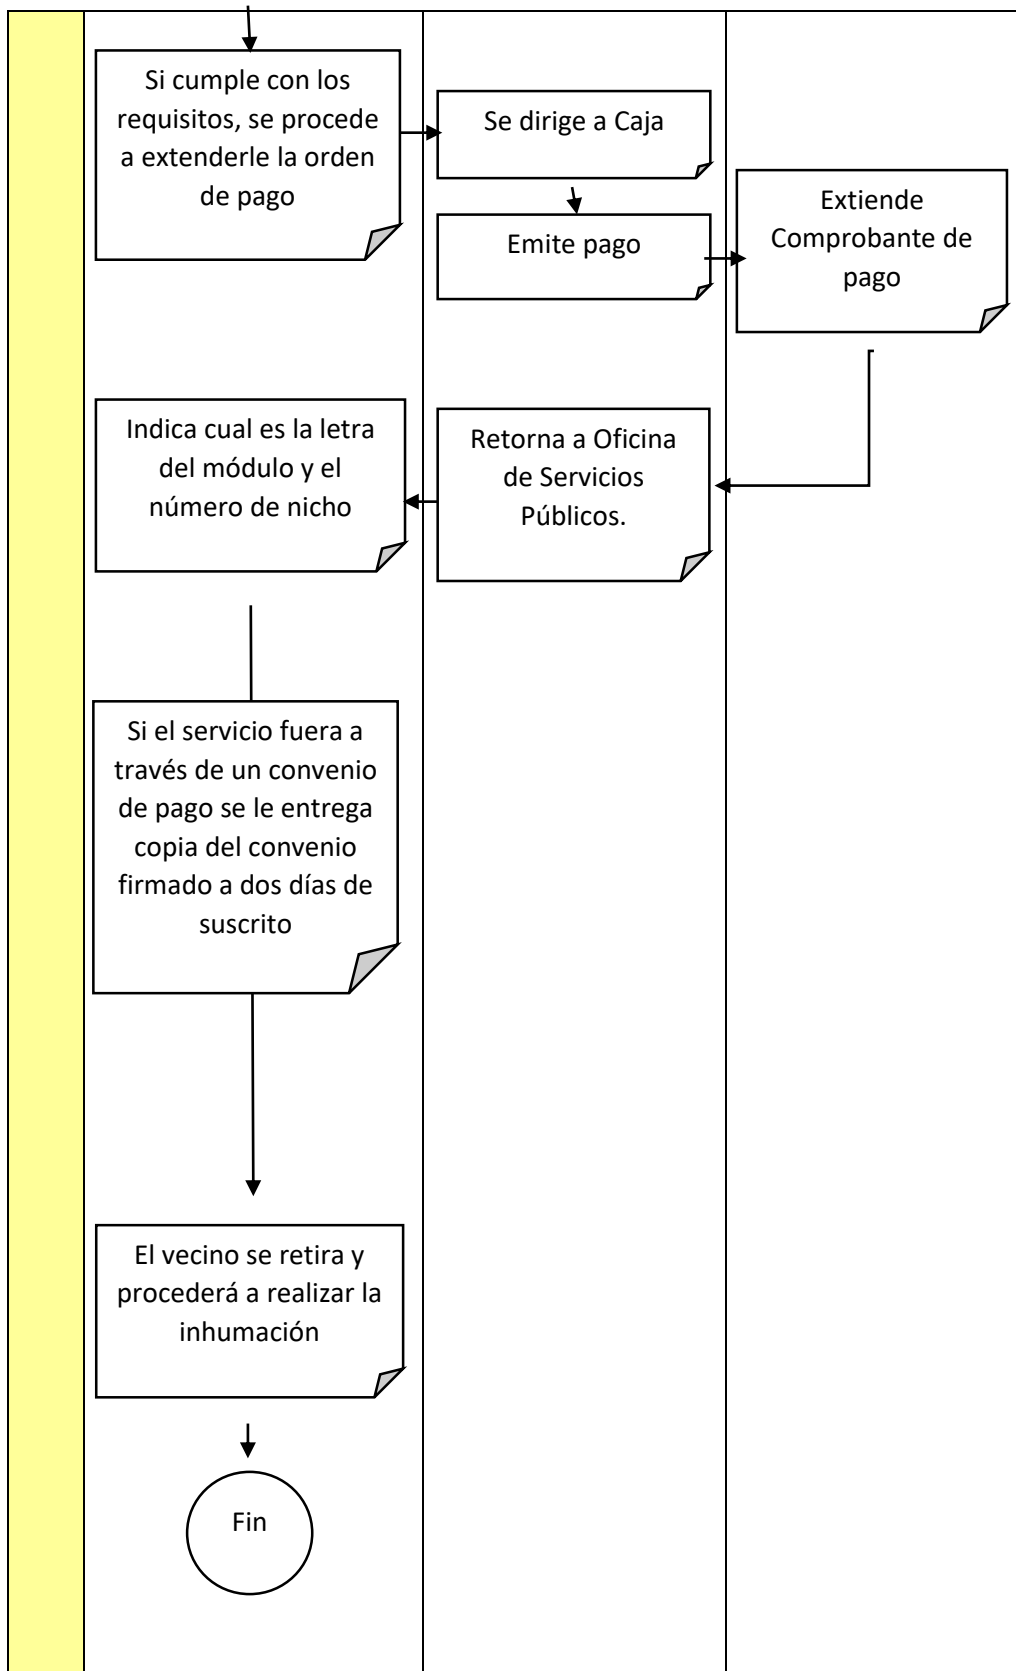 Si cumple con los
requisitos, se procede
a extenderle la orden
de pago
Se dirige a Caja
Emite pago
Extiende
Comprobante de
pago
Retorna a Oficina
de Servicios
Públicos.
Indica cual es la letra
del módulo y el
número de nicho
Si el servicio fuera a
través de un convenio
de pago se le entrega
copia del convenio
firmado a dos días de
suscrito
El vecino se retira y
procederá a realizar la
inhumación
Fin